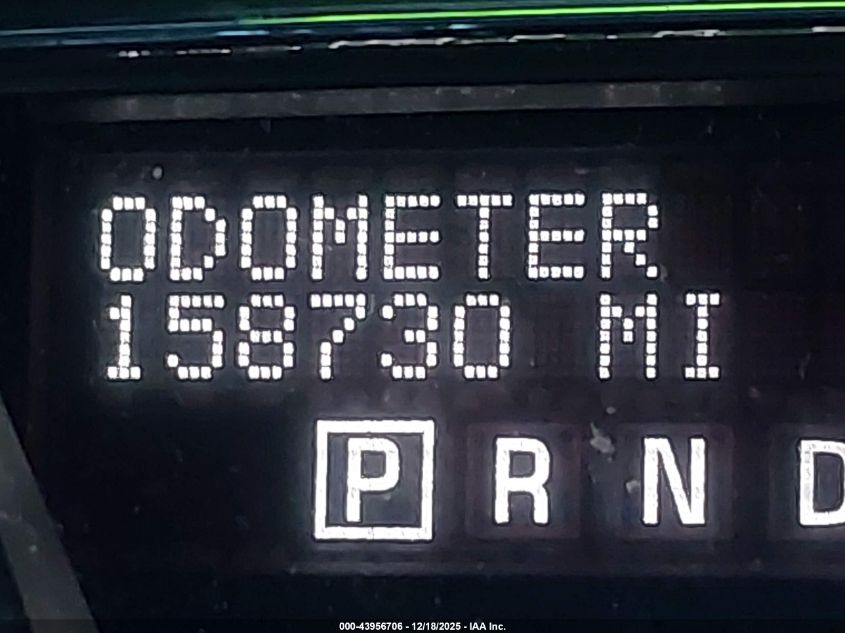 ODOMETER
158730 MI
P R N D
000-43956706 - 12/18/2025 - IAA Inc.